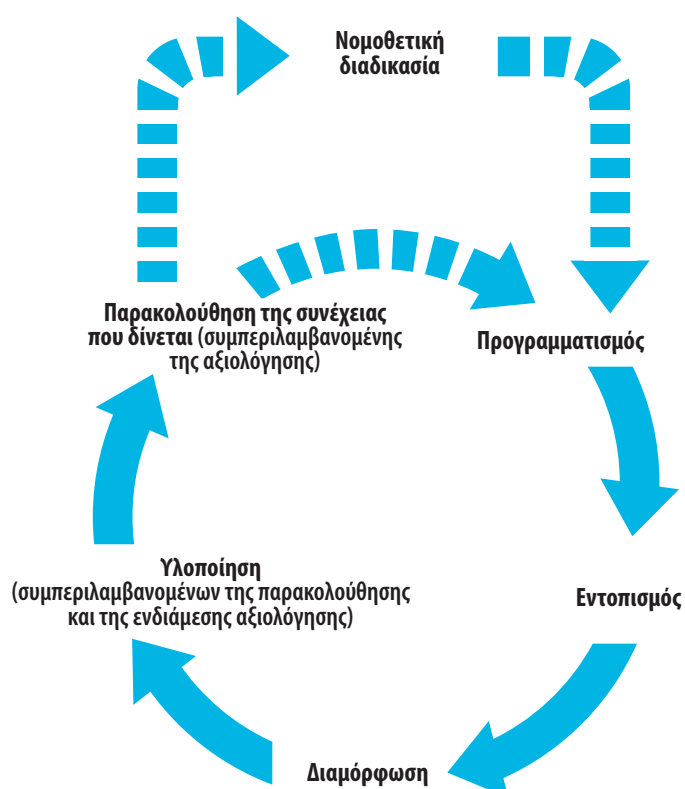 Νομοθετική
διαδικασία
Παρακολούθηση της συνέχειας
που δίνεται (συμπεριλαμβανομένης
της αξιολόγησης)
Προγραμματισμός
Υλοποίηση
(συμπεριλαμβανομένων της παρακολούθησης
και της ενδιάμεσης αξιολόγησης)
Εντοπισμός
Διαμόρφωση